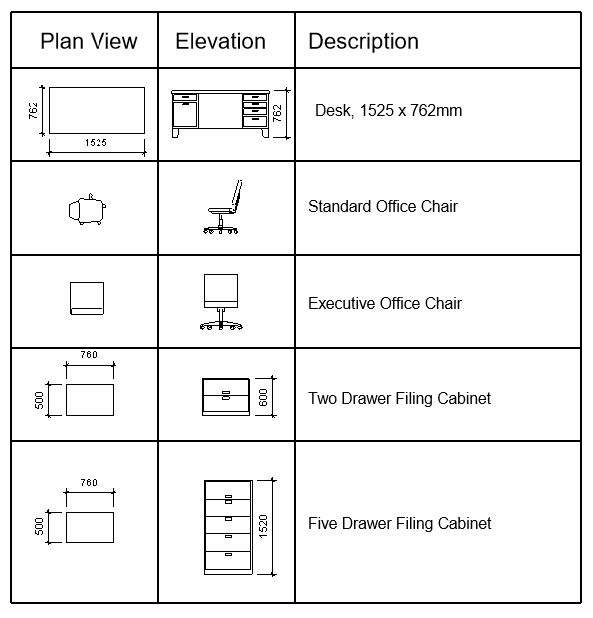 Plan View Elevation Description
762
1525
762
Desk, 1525 x 762mm
Standard Office Chair
Executive Office Chair
760
500
600
Two Drawer Filing Cabinet
760
500
1520
Five Drawer Filing Cabinet